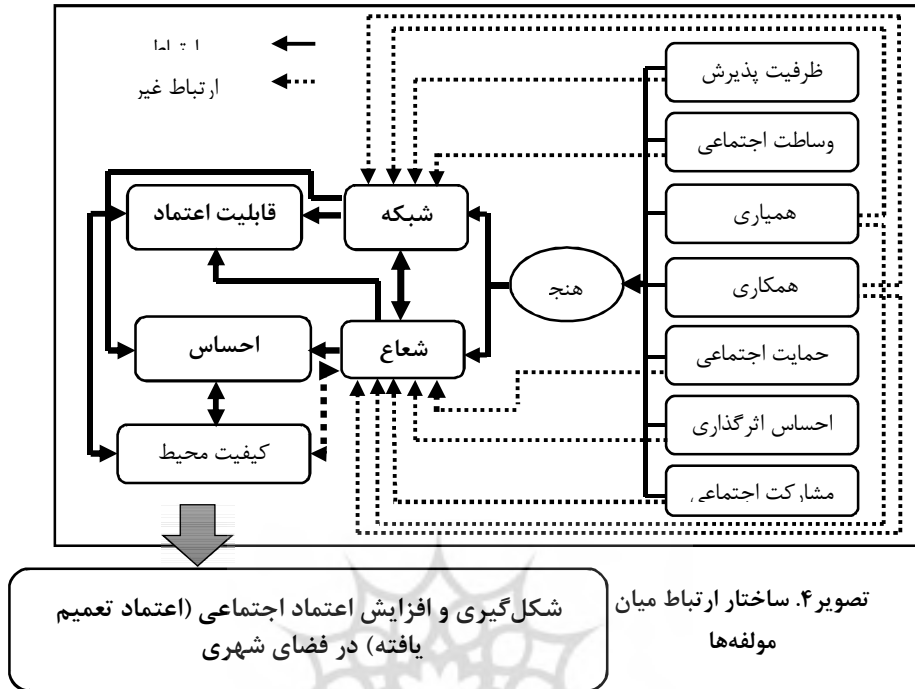 ارتباط غیر
ظرفیت پذیرش
وساطت اجتماعی
همیاری
همکاری
حمایت اجتماعی
احساس اثرگذاری
مشارکت اجتماعی
هنج
شبکه
شعاع
قابلیت اعتماد
احساس
کیفیت محیط
تصویر۴. ساختار ارتباط میان
مولفه‌ها
شکل‌گیری و افزایش اعتماد اجتماعی (اعتماد تعمیم
یافته) در فضای شهری